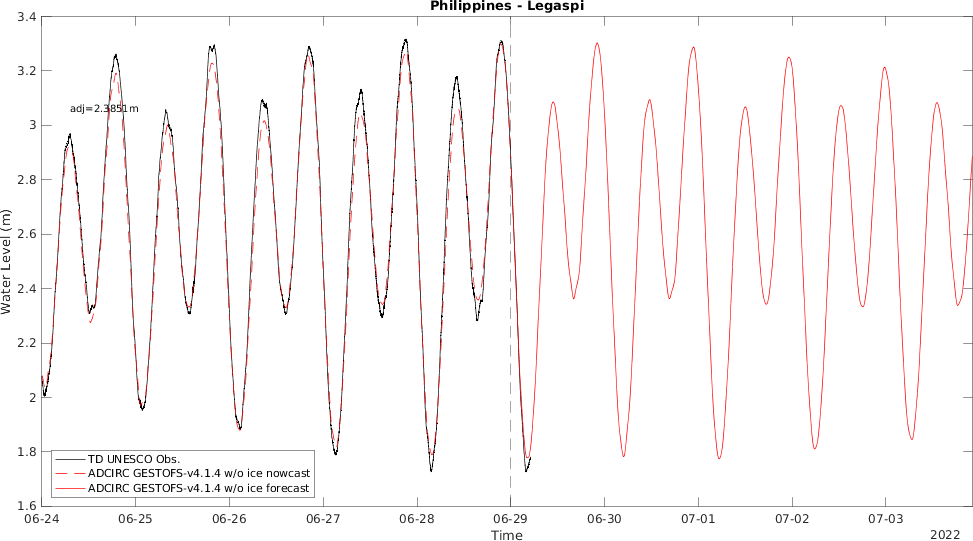 Philippines - Legaspi
3.4
3.2
3
2.8
2.6
2.4
2.2
2
1.8
1.6
Water Level (m)
adj=2.3851m
TD UNESCO Obs.
ADCIRC GESTOFS-v4.1.4 w/o ice nowcast
ADCIRC GESTOFS-v4.1.4 w/o ice forecast
06-24 06-25 06-26 06-27 06-28 06-29 06-30 07-01 07-02 07-03
Time
2022